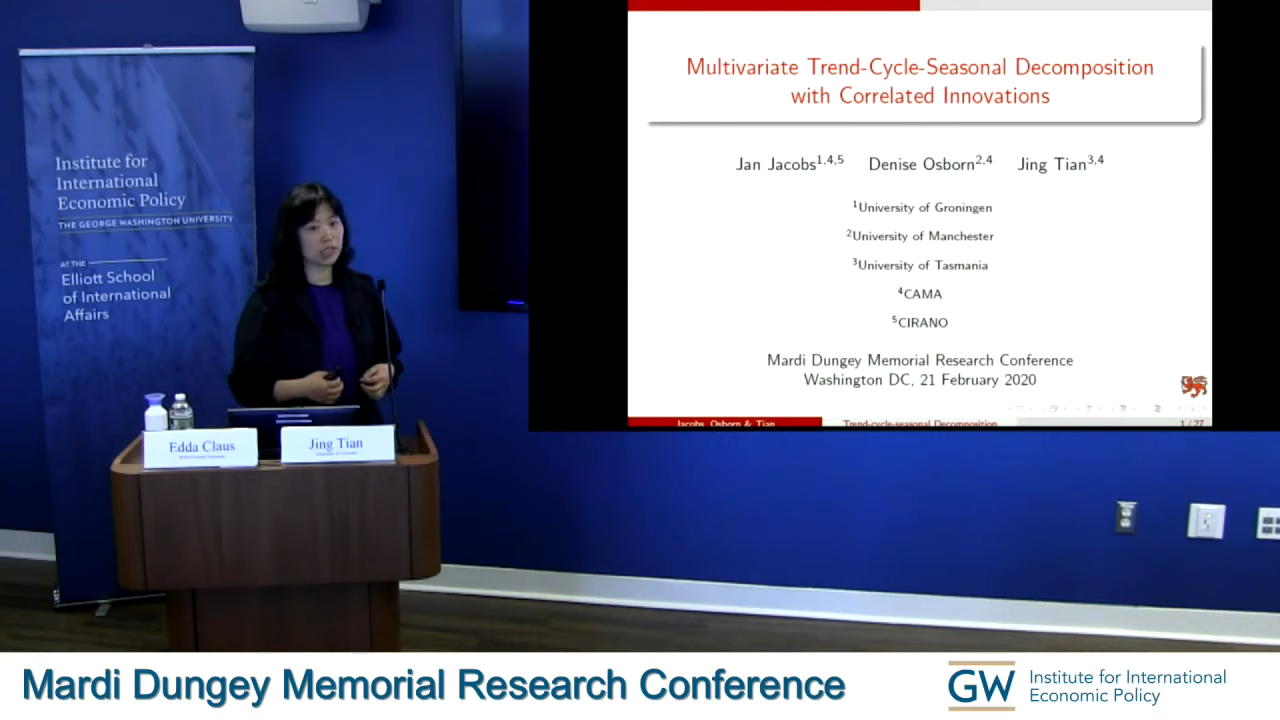 Institute for
International
Economic Policy
THE GEORGE WASHINGTON UNIVERSITY
AT THE
Elliott School
of International
Affairs
Edda Claus
Jing Tian
Multivariate Trend-Cycle-Seasonal Decomposition
with Correlated Innovations
Jan Jacobs1,4,5 Denise Osborn2,4 Jing Tian3,4
1University of Groningen
2University of Manchester
3University of Tasmania
4CAMA
5CIRANO
Mardi Dungey Memorial Research Conference
Washington DC, 21 February 2020
Jacobs, Osborn & Tian
Trend-cycle-seasonal Decomposition
1 / 27
Mardi Dungey Memorial Research Conference
GW
Institute for International
Economic Policy